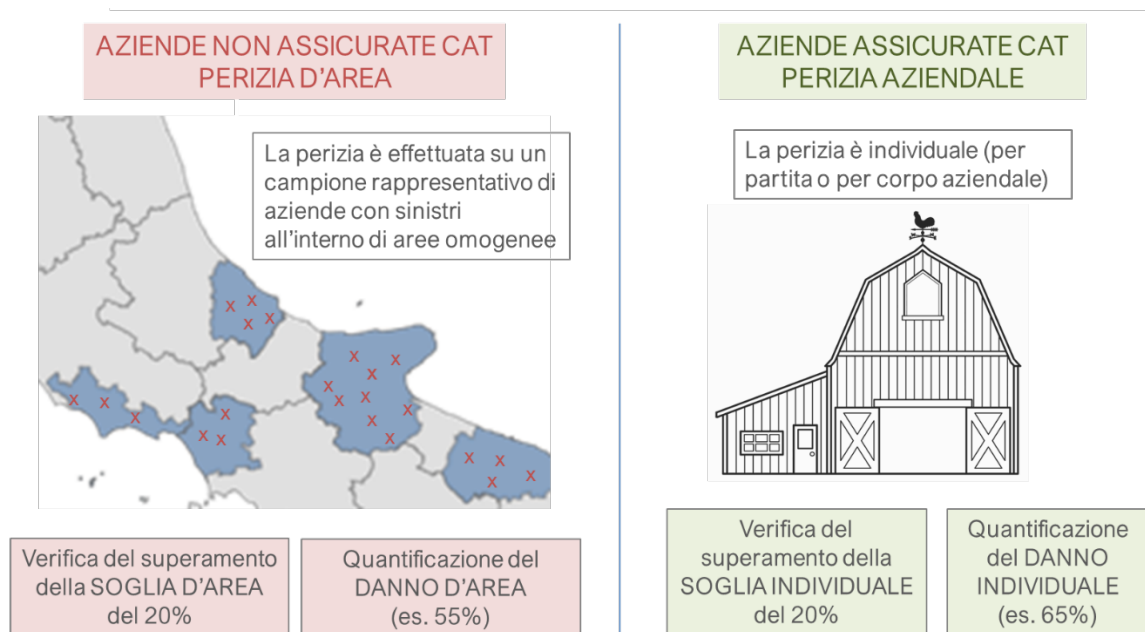 AZIENDE NON ASSICURATE CAT
PERIZIA D’AREA
La perizia è effettuata su un
campione rappresentativo di
aziende con sinistri
all’interno di aree omogenee
x x
x x
x x
x
x x x
x x
x
x
x x x
x
x x
x x
x x
x x
Verifica del superamento
della SOGLIA D’AREA
del 20%
Quantificazione del
DANNO D’AREA
(es. 55%)
AZIENDE ASSICURATE CAT
PERIZIA AZIENDALE
La perizia è individuale (per
partita o per corpo aziendale)
Verifica del
superamento della
SOGLIA INDIVIDUALE
del 20%
Quantificazione
del DANNO
INDIVIDUALE
(es. 65%)